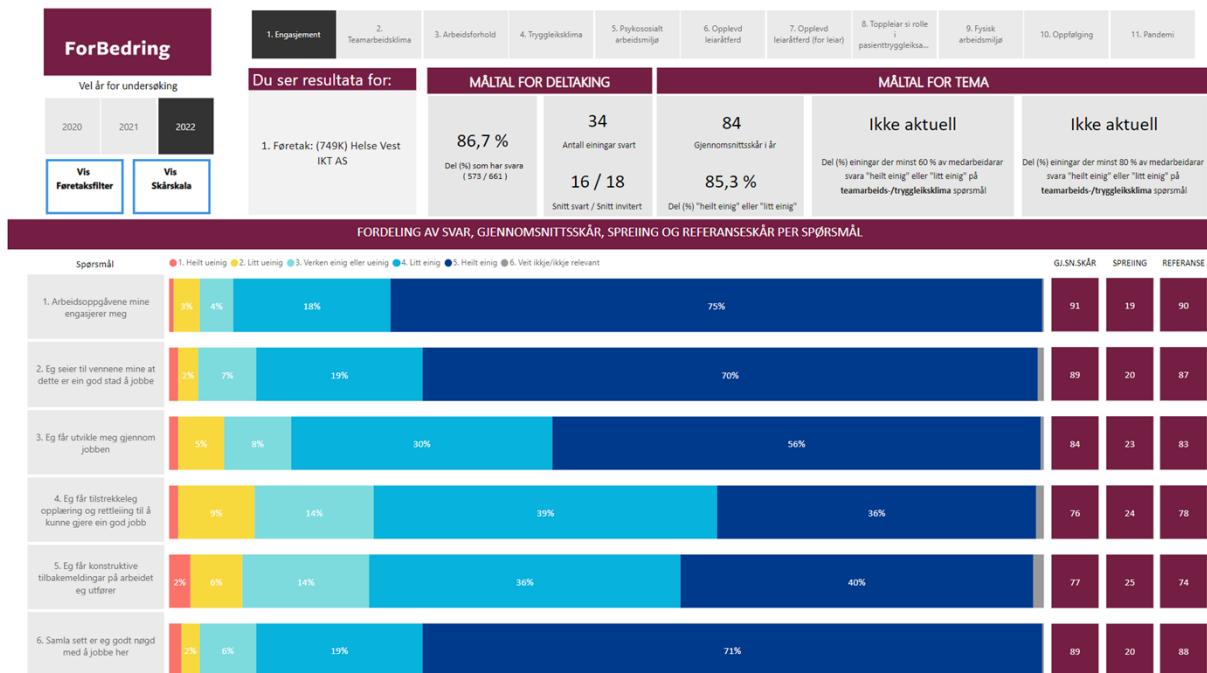 ForBedring
Vel år for undersøking
2020
2021
2022
Vis
Føretaksfilter
Vis
Skårskala
1. Engasjement
2.
Teamarbeidsklima
3. Arbeidsforhold
4. Tryggleiksklima
5. Psykososialt
arbeidsmiljø
6. Opplevd
leiaråtferd
7. Opplevd
leiaråtferd (for leiar)
8. Toppleiar si rolle
i
pasienttryggleiksa...
9. Fysisk
arbeidsmiljø
10. Oppfølging
11. Pandemi
Du ser resultata for:
1. Føretak: (749K) Helse Vest
IKT AS
MÅLTAL FOR DELTAKING
86,7 %
Del (%) som har svara
( 573 / 661 )
34
Antall einingar svart
16 / 18
Snitt svart / Snitt invitert
MÅLTAL FOR TEMA
84
Gjennomsnittsskår i år
85,3 %
Del (%) "heilt einig" eller "litt einig"
Ikke aktuell
Del (%) einingar der minst 60 % av medarbeidarar
svara "heilt einig" eller "litt einig" på
teamarbeids-/tryggleiksklima spørsmål
Ikke aktuell
Del (%) einingar der minst 80 % av medarbeidarar
svara "heilt einig" eller "litt einig" på
teamarbeids-/tryggleiksklima spørsmål
FORDELING AV SVAR, GJENNOMSNITTSSKÅR, SPREIING OG REFERANSESKÅR PER SPØRSMÅL
Spørsmål
1. Heilt ueinig
2. Litt ueinig
3. Verken einig eller ueinig
4. Litt einig
5. Heilt einig
6. Veit ikkje/ikkje relevant
GJ.SN.SKÅR
SPREIING
REFERANSE
1. Arbeidsoppgåvene mine
engasjerer meg
3%
4%
18%
75%
91
19
90
2. Eg seier til vennene mine at
dette er ein god stad å jobbe
2%
7%
19%
70%
89
20
87
3. Eg får utvikle meg gjennom
jobben
5%
8%
30%
56%
84
23
83
4. Eg får tilstrekkeleg
opplæring og rettleiing til å
kunne gjere ein god jobb
9%
14%
39%
36%
76
24
78
5. Eg får konstruktive
tilbakemeldingar på arbeidet
eg utfører
2%
6%
14%
36%
40%
77
25
74
6. Samla sett er eg godt nøgd
med å jobbe her
2%
6%
19%
71%
89
20
88